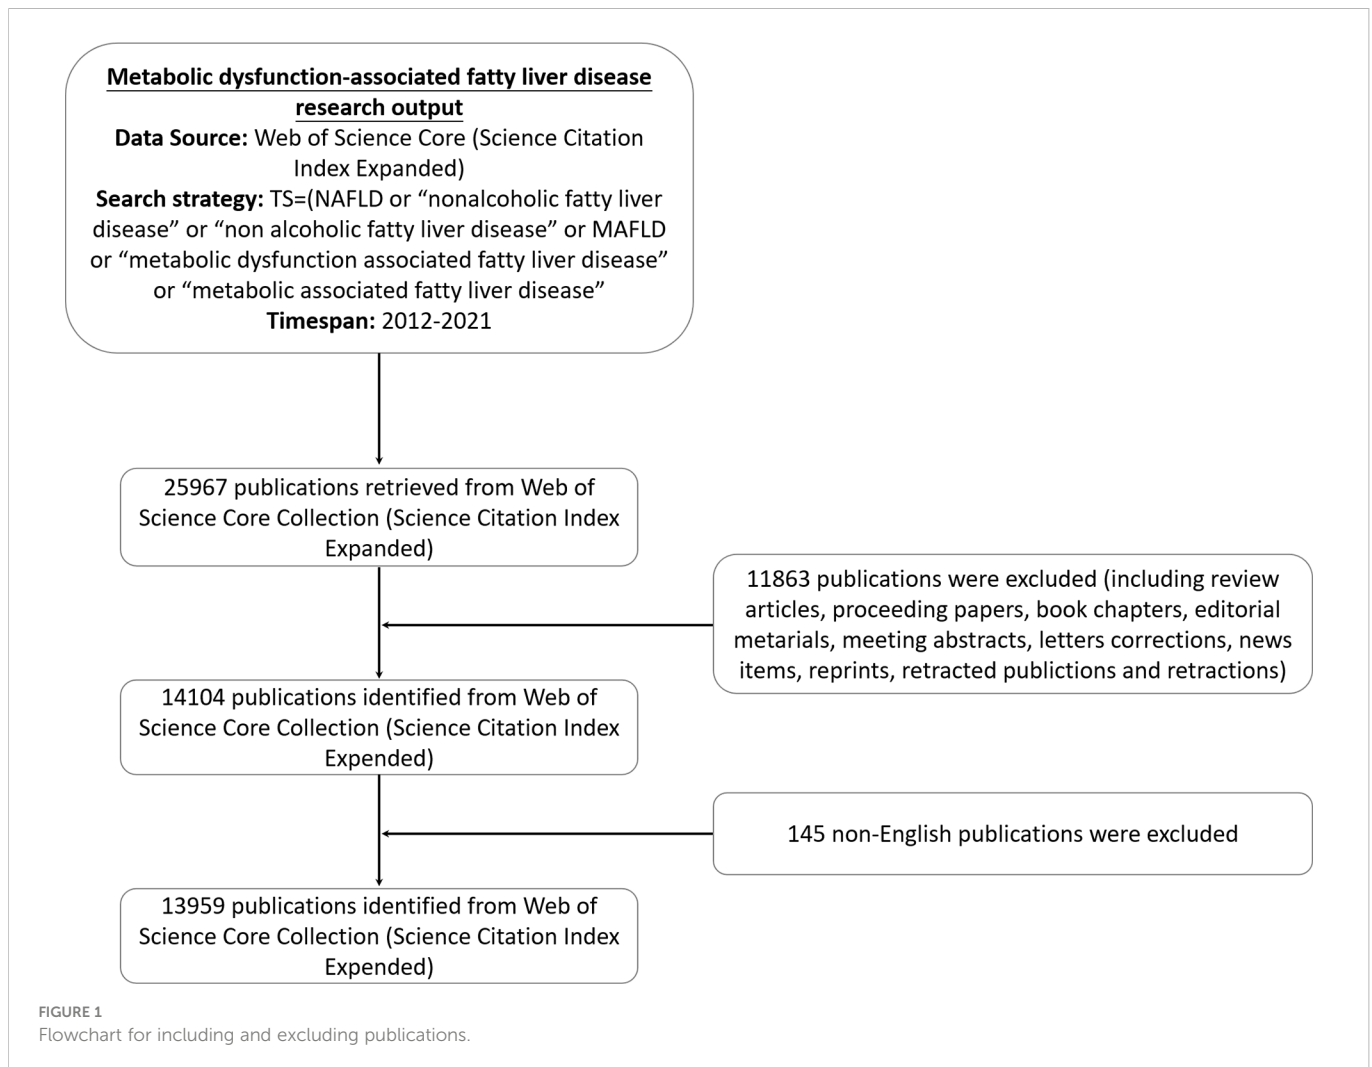 Metabolic dysfunction-associated fatty liver disease
research output
Data Source: Web of Science Core (Science Citation
Index Expanded)
Search strategy: TS=(NAFLD or “nonalcoholic fatty liver
disease” or “non alcoholic fatty liver disease” or MAFLD
or “metabolic dysfunction associated fatty liver disease”
or “metabolic associated fatty liver disease”
Timespan: 2012-2021
25967 publications retrieved from Web of
Science Core Collection (Science Citation Index
Expanded)
11863 publications were excluded (including review
articles, proceeding papers, book chapters, editorial
metarials, meeting abstracts, letters corrections, news
items, reprints, retracted publictions and retractions)
14104 publications identified from Web of
Science Core Collection (Science Citation Index
Expended)
145 non-English publications were excluded
13959 publications identified from Web of
Science Core Collection (Science Citation Index
Expended)
FIGURE 1
Flowchart for including and excluding publications.